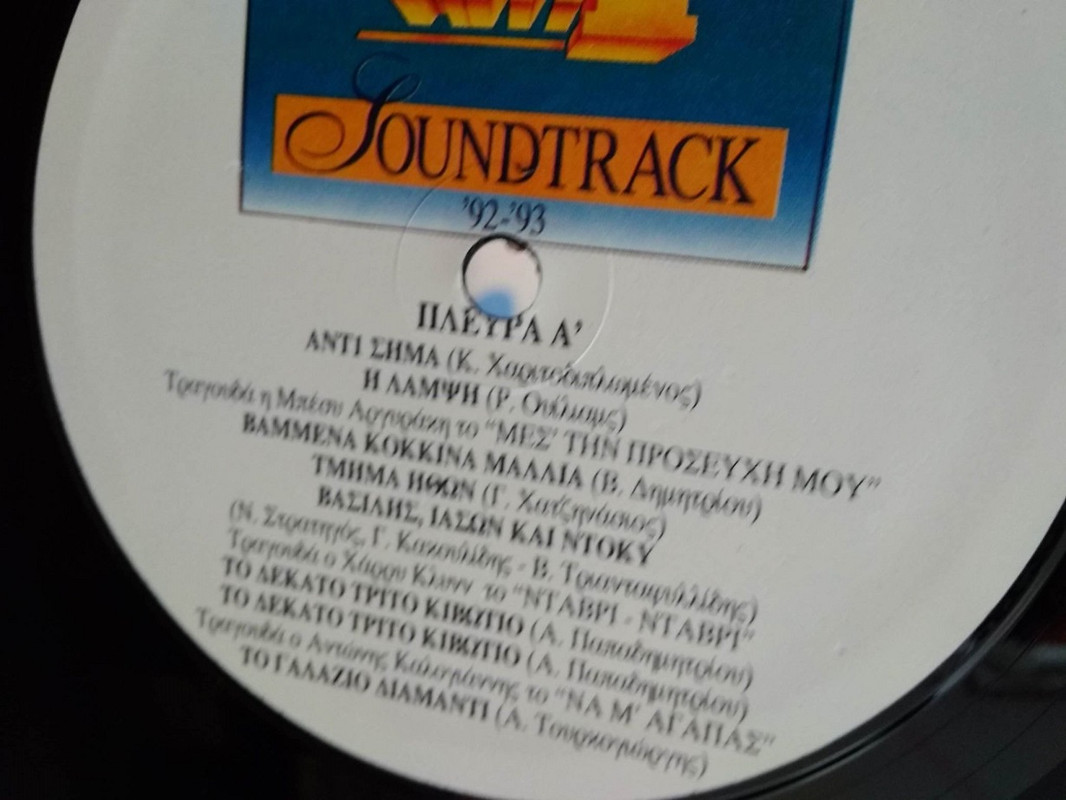 SOUNDTRACK
'92-'93
ΠΛΕΥΡΑ Α'
ΑΝΤΙ ΣΗΜΑ (Κ. Χαριτοδιπλωμένος)
Η ΛΑΜΨΗ (Ρ. Ουίλιαμς)
Τραγουδά η Μπέσυ Αργυράκη το "ΜΕΣ' ΤΗΝ ΠΡΟΣΕΥΧΗ ΜΟΥ"
ΒΑΜΜΕΝΑ ΚΟΚΚΙΝΑ ΜΑΛΛΙΑ (Β. Δημητρίου)
ΤΜΗΜΑ ΗΘΩΝ (Γ. Χατζηνάσιος)
ΒΑΣΙΛΗΣ, ΙΑΣΩΝ ΚΑΙ ΝΤΟΚΥ
(Ν. Στρατηγός, Γ. Κακουλίδης - Β. Τριανταφυλλίδης)
Τραγουδά ο Χάρρυ Κλυνν το "ΝΤΑΒΡΙ - ΝΤΑΒΡΙ"
ΤΟ ΔΕΚΑΤΟ ΤΡΙΤΟ ΚΙΒΩΤΙΟ (Α. Παπαδημητρίου)
ΤΟ ΔΕΚΑΤΟ ΤΡΙΤΟ ΚΙΒΩΤΙΟ (Α. Παπαδημητρίου)
Τραγουδά ο Αντώνης Καλογιάννης το "ΝΑ Μ' ΑΓΑΠΑΣ"
ΤΟ ΓΑΛΑΖΙΟ ΔΙΑΜΑΝΤΙ (Α. Τουρκογιώργης)